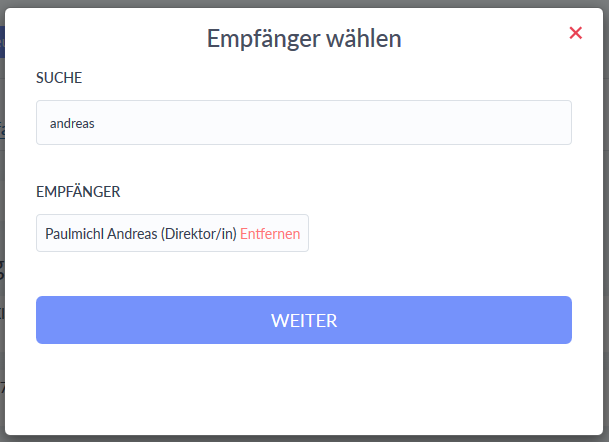 Empfänger wählen
SUCHE
andreas
EMPFÄNGER
Paulmichl Andreas (Direktor/in) Entfernen
WEITER